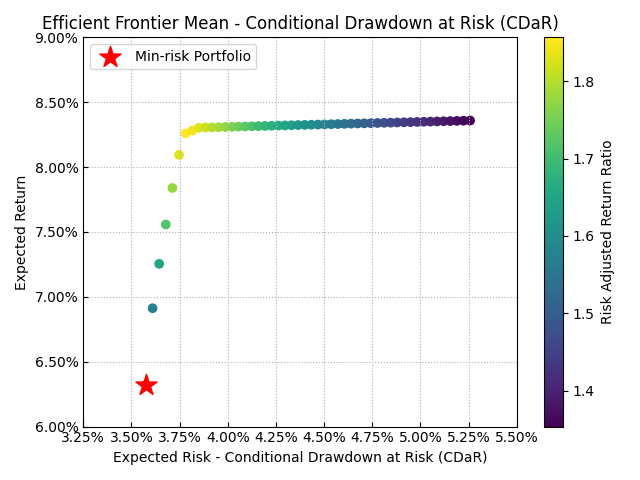 Efficient Frontier Mean - Conditional Drawdown at Risk (CDaR)
Min-risk Portfolio
9.00%
8.50%
8.00%
7.50%
7.00%
6.50%
6.00%
Expected Return
3.25% 3.50% 3.75% 4.00% 4.25% 4.50% 4.75% 5.00% 5.25% 5.50%
Expected Risk - Conditional Drawdown at Risk (CDaR)
1.8
1.7
1.6
1.5
1.4
Risk Adjusted Return Ratio